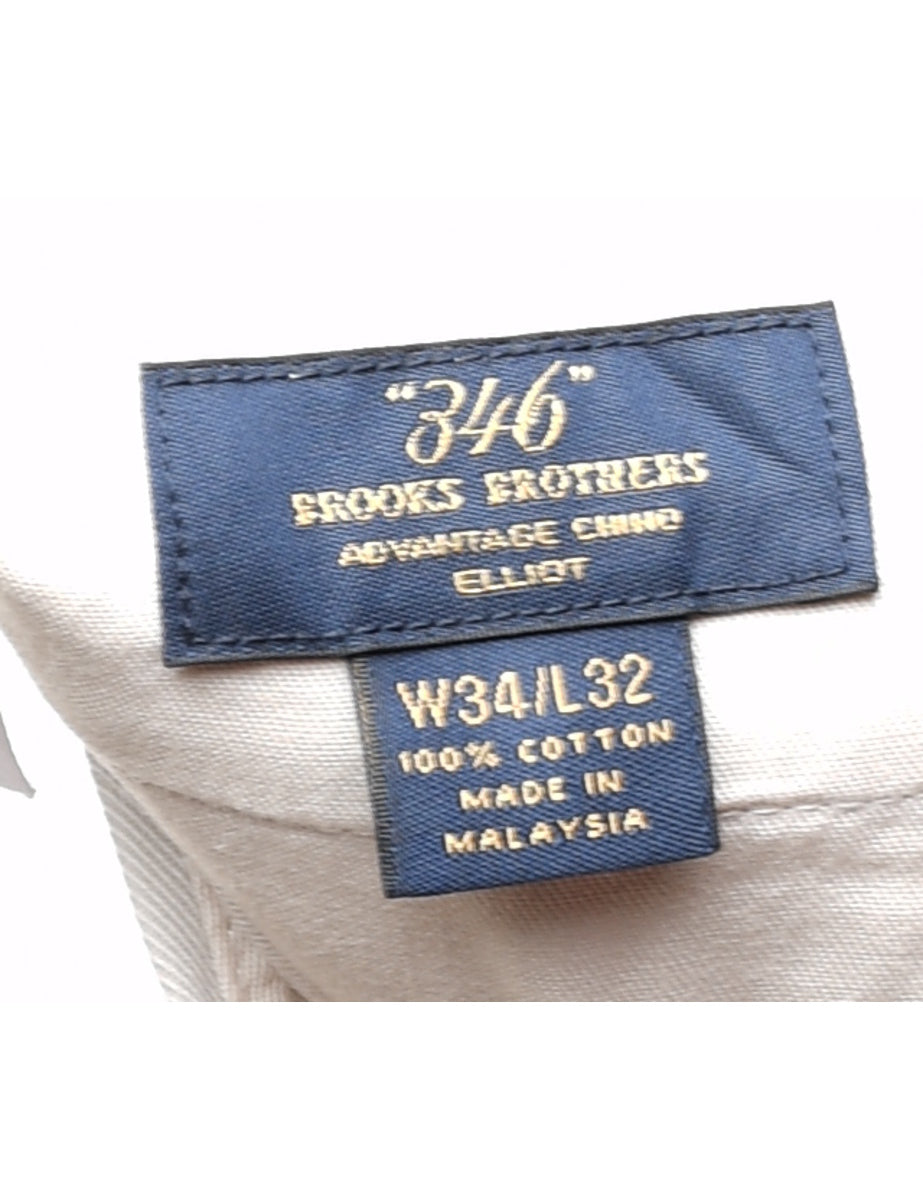 “346”
BROOKS BROTHERS
ADVANTAGE CHINO
ELLIOT
W34/L32
100% COTTON
MADE IN
MALAYSIA